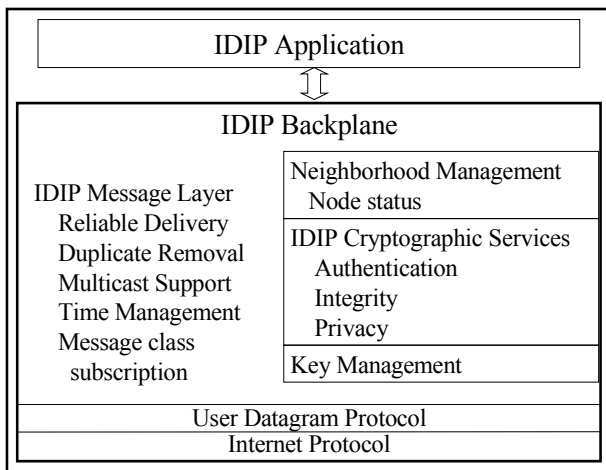 IDIP Application
IDIP Backplane
IDIP Message Layer
Reliable Delivery
Duplicate Removal
Multicast Support
Time Management
Message class
subscription
Neighborhood Management
Node status
IDIP Cryptographic Services
Authentication
Integrity
Privacy
Key Management
User Datagram Protocol
Internet Protocol